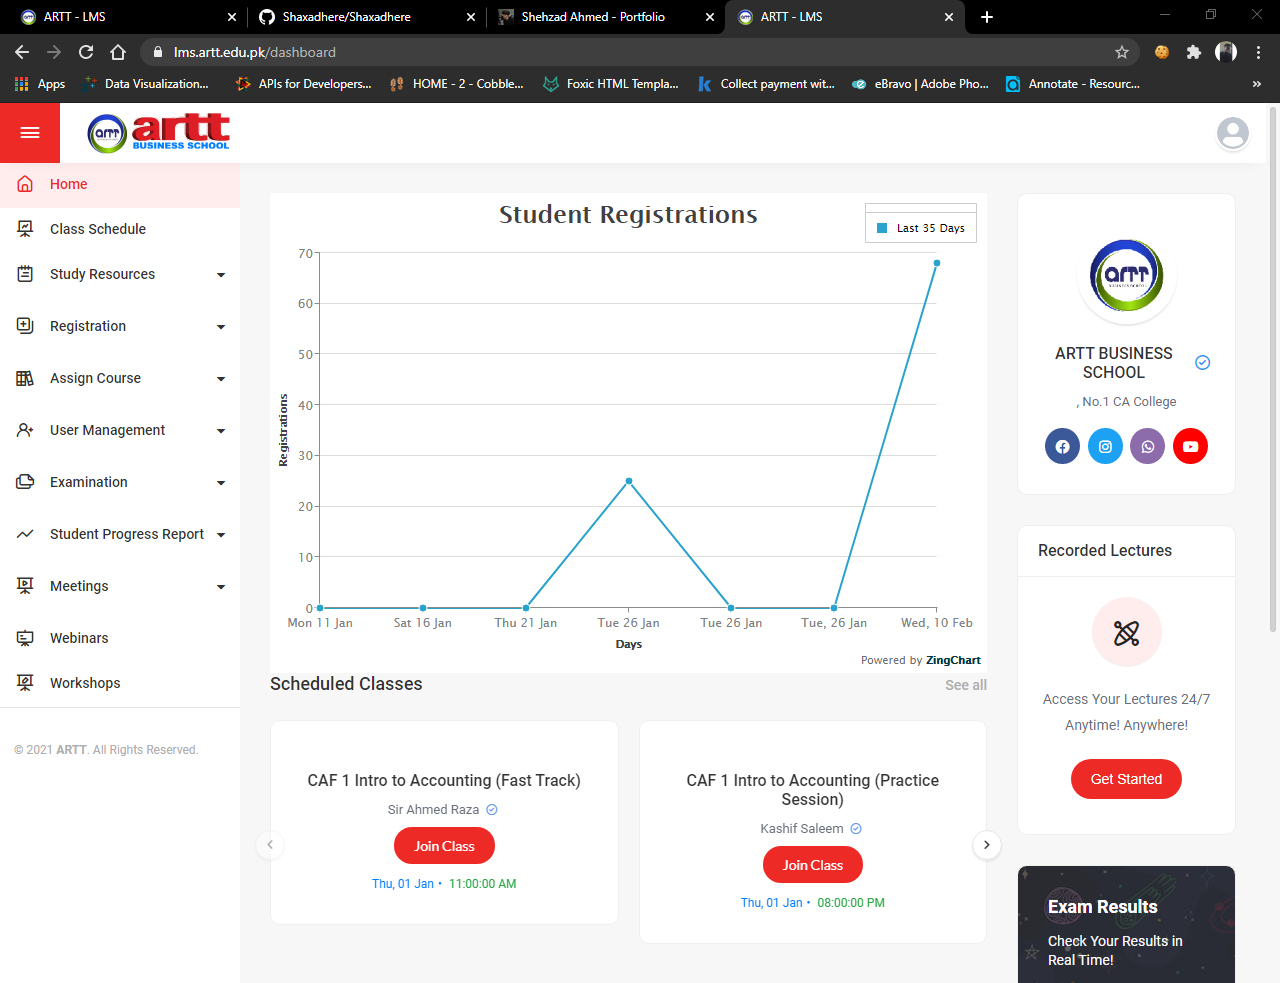 ARTT - LMS
Shaxadhere/Shaxadhere
Shehzad Ahmed - Portfolio
ARTT - LMS
lms.artt.edu.pk/dashboard
Apps
Data Visualization...
APIs for Developers...
HOME - 2 - Cobble...
Foxic HTML Templa...
Collect payment wit...
eBravo | Adobe Pho...
Annotate - Resourc...
»
artt
artt
BUSINESS SCHOOL
Home
Class Schedule
Study Resources
Registration
Assign Course
User Management
Examination
Student Progress Report
Meetings
Webinars
Workshops
© 2021 ARTT. All Rights Reserved.
Student Registrations
Last 35 Days
Registrations
70
60
50
40
30
20
10
0
Mon 11 Jan
Sat 16 Jan
Thu 21 Jan
Tue 26 Jan
Tue 26 Jan
Tue, 26 Jan
Wed, 10 Feb
Days
Powered by ZingChart
Scheduled Classes
See all
CAF 1 Intro to Accounting (Fast Track)
Sir Ahmed Raza
Join Class
Thu, 01 Jan • 11:00:00 AM
CAF 1 Intro to Accounting (Practice
Session)
Kashif Saleem
Join Class
Thu, 01 Jan • 08:00:00 PM
artt
BUSINESS SCHOOL
ARTT BUSINESS
SCHOOL
, No.1 CA College
Recorded Lectures
Access Your Lectures 24/7
Anytime! Anywhere!
Get Started
Exam Results
Check Your Results in
Real Time!